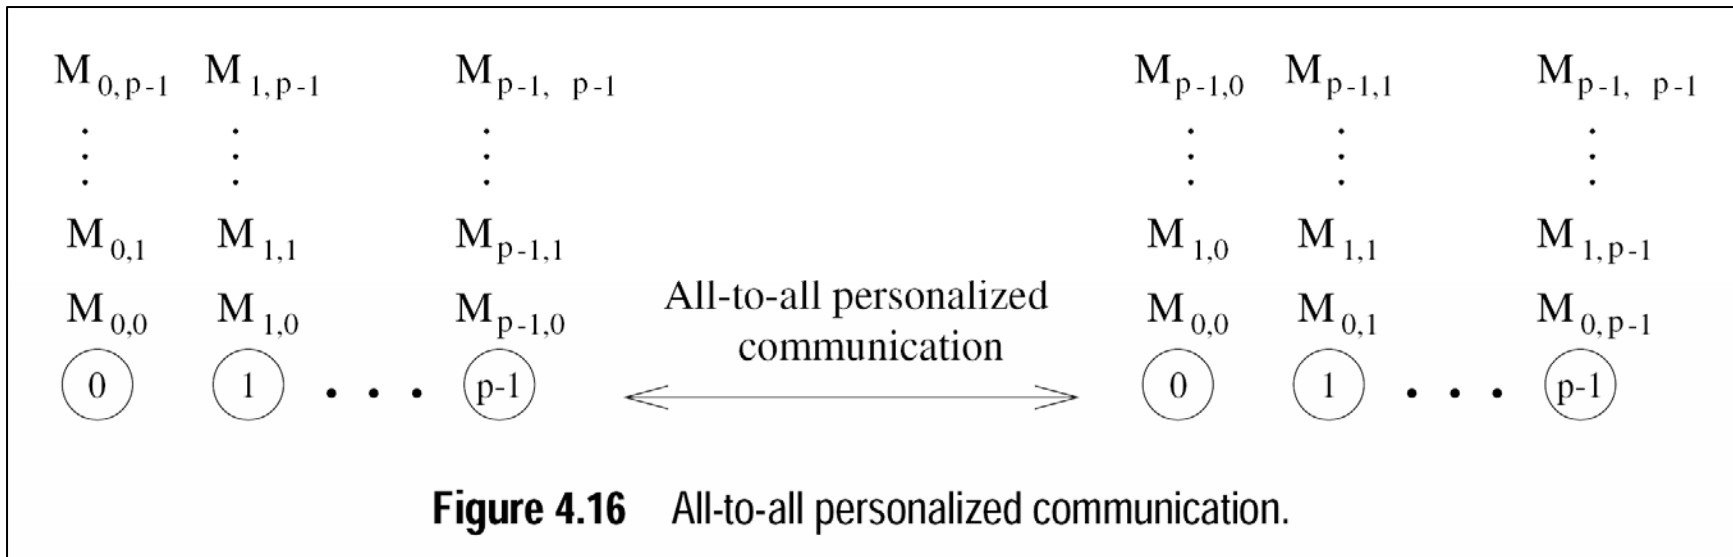 M0,p-1 M1,p-1 Mp-1, p-1 Mp-1,0 Mp-1,1 Mp-1, p-1
M0,1 M1,1 Mp-1,1 M1,0 M1,1 M1,p-1
M0,0 M1,0 Mp-1,0 All-to-all personalized M0,0 M0,1 M0,p-1
communication
0 1 . . . p-1 0 1 . . . p-1
Figure 4.16 All-to-all personalized communication.